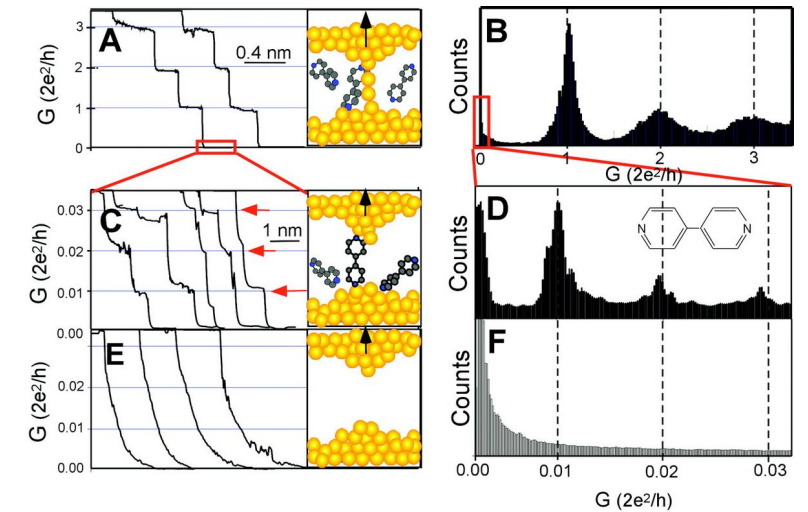 A
G (2e²/h)
3
2
1
0
0.4 nm
B
Counts
0
1
2
3
G (2e²/h)
C
G (2e²/h)
0.03
0.02
0.01
1 nm
D
Counts
N
N
E
G (2e²/h)
0.00
0.02
0.01
0.00
F
Counts
0.00
0.01
0.02
0.03
G (2e²/h)